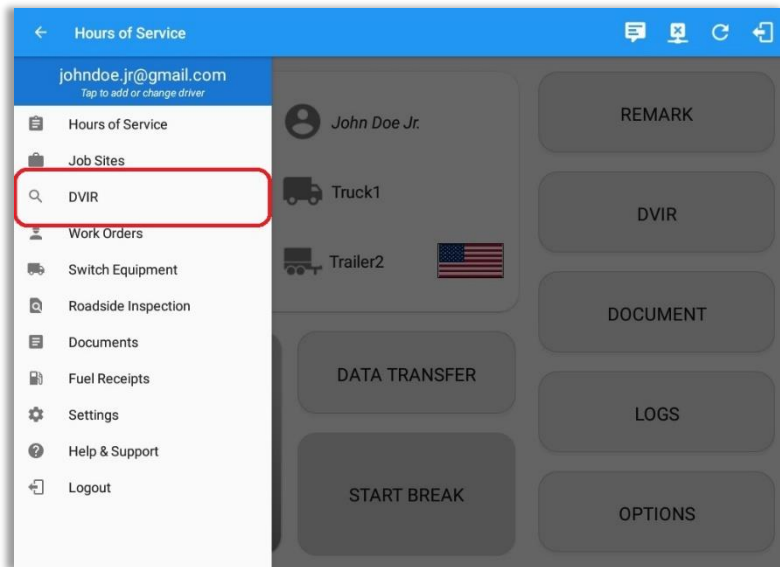 Hours of Service
johndoe.jr@gmail.com
Tap to add or change driver
Hours of Service
Job Sites
DVIR
Work Orders
Switch Equipment
Roadside Inspection
Documents
Fuel Receipts
Settings
Help & Support
Logout
John Doe Jr.
Truck1
Trailer2
DATA TRANSFER
START BREAK
REMARK
DVIR
DOCUMENT
LOGS
OPTIONS